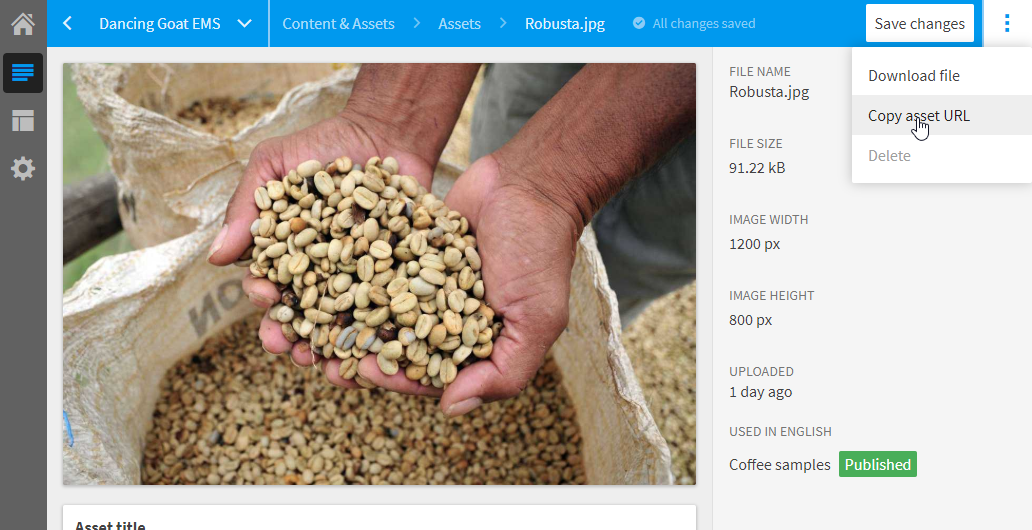 Dancing Goat EMS
Content & Assets
Assets
Robusta.jpg
All changes saved
Save changes
Download file
Copy asset URL
Delete
FILE NAME
Robusta.jpg
FILE SIZE
91.22 kB
IMAGE WIDTH
1200 px
IMAGE HEIGHT
800 px
UPLOADED
1 day ago
USED IN ENGLISH
Coffee samples Published
Asset title